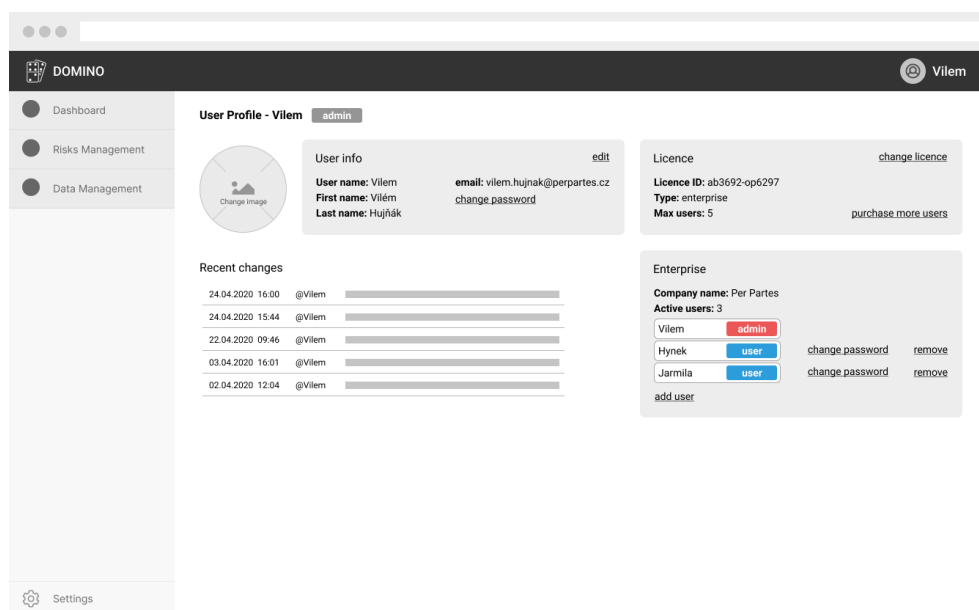 DOMINO
Vilem
Dashboard
Risks Management
Data Management
Settings
User Profile - Vilem admin
Change image
User info edit
User name: Vilem email: vilem.hujnak@perpartes.cz
First name: Vilém change password
Last name: Hujňák
Licence change licence
Licence ID: ab3692-op6297
Type: enterprise
Max users: 5 purchase more users
Recent changes
24.04.2020 16:00 @Vilem
24.04.2020 15:44 @Vilem
22.04.2020 09:46 @Vilem
03.04.2020 16:01 @Vilem
02.04.2020 12:04 @Vilem
Enterprise
Company name: Per Partes
Active users: 3
Vilem admin
Hynek user change password remove
Jarmila user change password remove
add user